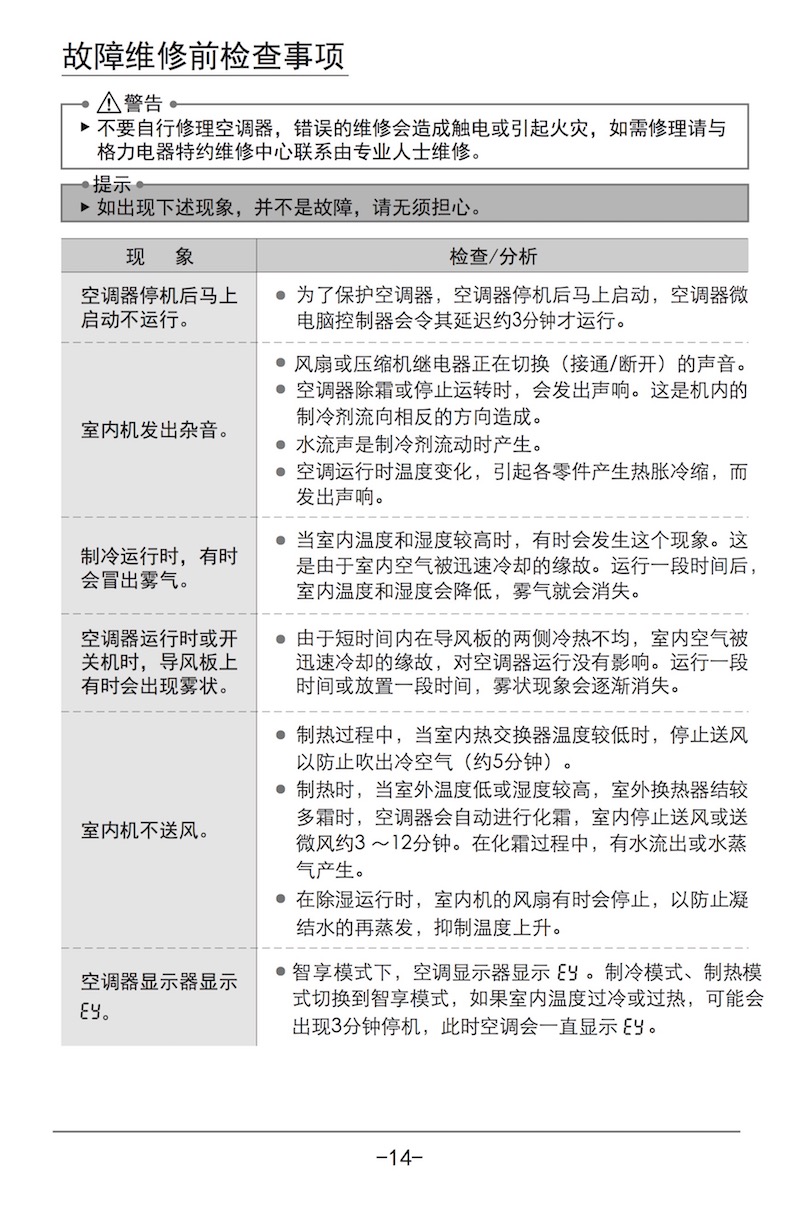 故障维修前检查事项
警告
▶ 不要自行修理空调器，错误的维修会造成触电或引起火灾，如需修理请与
格力电器特约维修中心联系由专业人士维修。
提示
▶ 如出现下述现象，并不是故障，请无须担心。
现 象
检查/分析
空调器停机后马上
启动不运行。
● 为了保护空调器，空调器停机后马上启动，空调器微
电脑控制器会令其延迟约3分钟才运行。
室内机发出杂音。
● 风扇或压缩机继电器正在切换（接通/断开）的声音。
● 空调器除霜或停止运转时，会发出声响。这是机内的
制冷剂流向相反的方向造成。
● 水流声是制冷剂流动时产生。
● 空调运行时温度变化，引起各零件产生热胀冷缩，而
发出声响。
制冷运行时，有时
会冒出雾气。
● 当室内温度和湿度较高时，有时会发生这个现象。这
是由于室内空气被迅速冷却的缘故。运行一段时间后，
室内温度和湿度会降低，雾气就会消失。
空调器运行时或开
关机时，导风板上
有时会出现雾状。
● 由于短时间内在导风板的两侧冷热不均，室内空气被
迅速冷却的缘故，对空调器运行没有影响。运行一段
时间或放置一段时间，雾状现象会逐渐消失。
室内机不送风。
● 制热过程中，当室内热交换器温度较低时，停止送风
以防止吹出冷空气（约5分钟）。
● 制热时，当室外温度低或湿度较高，室外换热器结较
多霜时，空调器会自动进行化霜，室内停止送风或送
微风约3 ～12分钟。在化霜过程中，有水流出或水蒸
气产生。
● 在除湿运行时，室内机的风扇有时会停止，以防止凝
结水的再蒸发，抑制温度上升。
空调器显示器显示
EY。
● 智享模式下，空调显示器显示 EY 。制冷模式、制热模
式切换到智享模式，如果室内温度过冷或过热，可能会
出现3分钟停机，此时空调会一直显示 EY 。
-14-